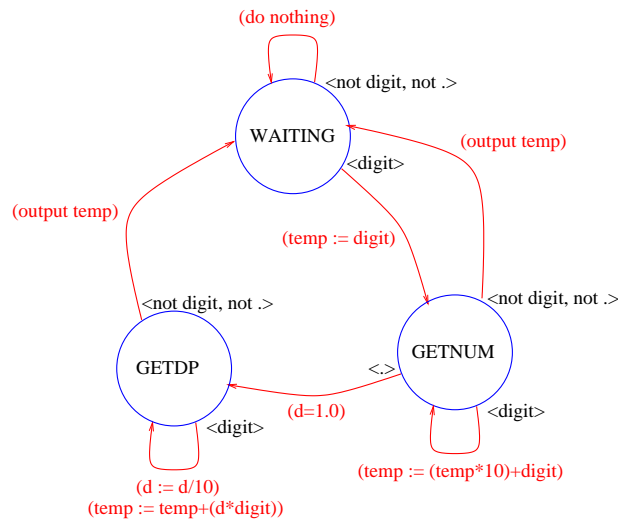 (do nothing)
<not digit, not .>
WAITING
(output temp)
<digit>
(output temp)
(temp := digit)
<not digit, not .>
<not digit, not .>
GETDP
<.>
GETNUM
(d=1.0)
<digit>
<digit>
(temp := (temp*10)+digit)
(d := d/10)
(temp := temp+(d*digit))